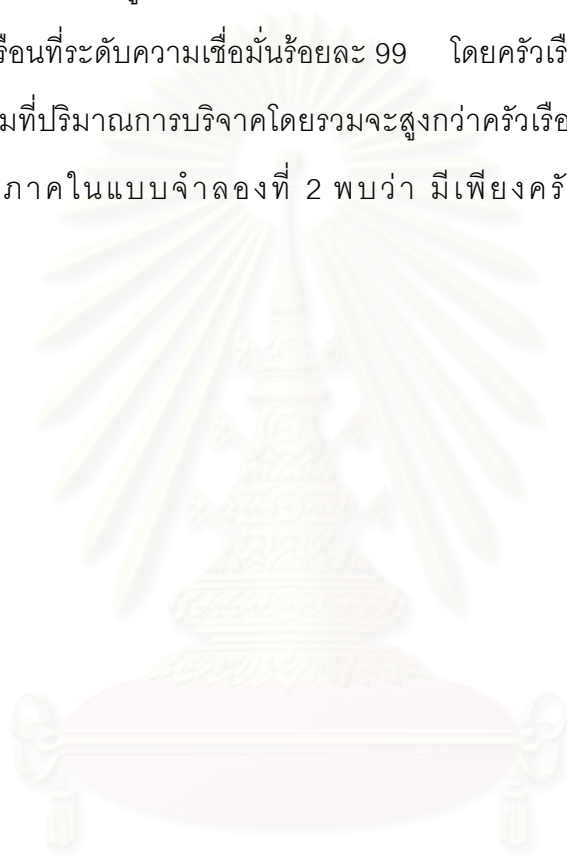 รือนที่ระดับความเชื่อมั่นร้อยละ 99 โดยครัวเรื
มที่ปริมาณการบริจาคโดยรวมจะสูงกว่าครัวเรือ
ภาคในแบบจำลองที่ 2 พบว่า มีเพียงครั